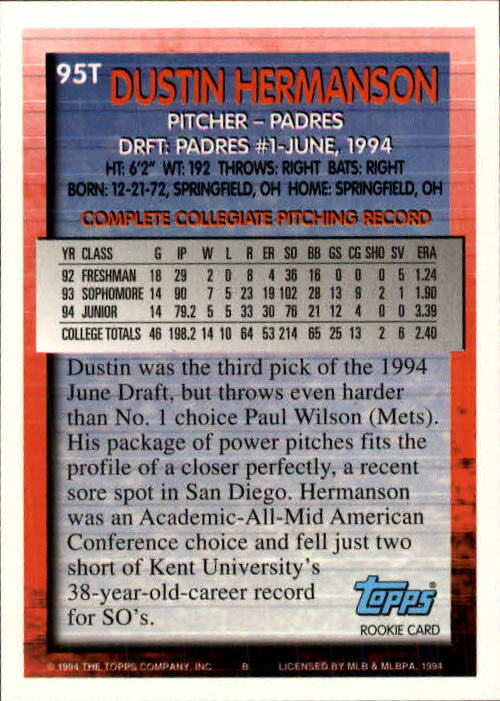 95T DUSTIN HERMANSON
PITCHER – PADRES
DRFT: PADRES #1-JUNE, 1994
HT: 6'2" WT: 192 THROWS: RIGHT BATS: RIGHT
BORN: 12-21-72, SPRINGFIELD, OH HOME: SPRINGFIELD, OH
COMPLETE COLLEGIATE PITCHING RECORD
YR CLASS G IP W L R ER SO BB GS CG SHO SV ERA
92 FRESHMAN 18 29 2 0 8 4 36 16 0 0 0 5 1.24
93 SOPHOMORE 14 90 7 5 23 19 102 28 13 9 2 1 1.90
94 JUNIOR 14 79.2 5 5 33 30 76 21 12 4 0 0 3.39
COLLEGE TOTALS 46 198.2 14 10 64 53 214 65 25 13 2 6 2.40
Dustin was the third pick of the 1994
June Draft, but throws even harder
than No. 1 choice Paul Wilson (Mets).
His package of power pitches fits the
profile of a closer perfectly, a recent
sore spot in San Diego. Hermanson
was an Academic-All-Mid American
Conference choice and fell just two
short of Kent University's
38-year-old-career record
for SO's.
Topps®
ROOKIE CARD
© 1994 THE TOPPS COMPANY, INC. B LICENSED BY MLB & MLBPA, 1994